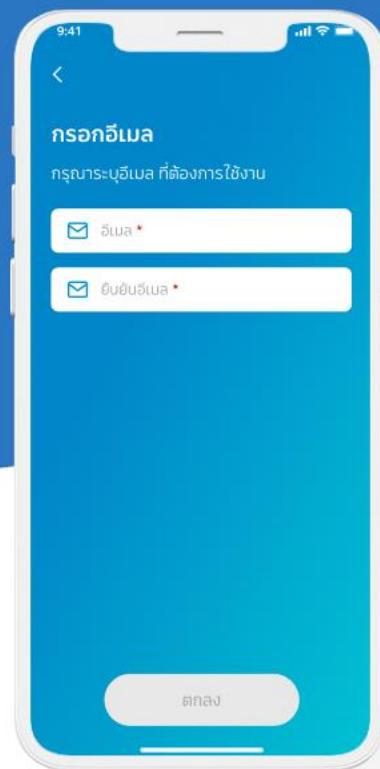 9:41
กรอกอีเมล
กรุณาระบุอีเมล ที่ต้องการใช้งาน
อีเมล *
ยืนยันอีเมล *
ตกลง